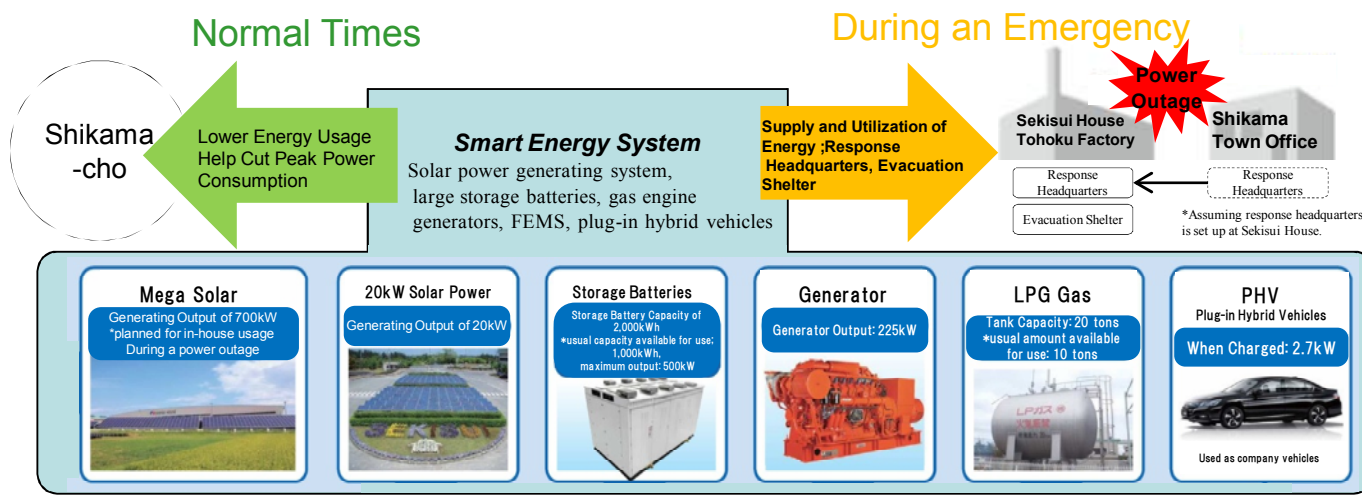 Normal Times
During an Emergency
Shikama
-cho
Lower Energy Usage
Help Cut Peak Power
Consumption
Smart Energy System
Solar power generating system,
large storage batteries, gas engine
generators, FEMS, plug-in hybrid vehicles
Supply and Utilization of
Energy ;Response
Headquarters, Evacuation
Shelter
Power
Outage
Sekisui House
Tohoku Factory
Shikama
Town Office
Response
Headquarters
Response
Headquarters
Evacuation Shelter
*Assuming response headquarters
is set up at Sekisui House.
Mega Solar
Generating Output of 700kW
*planned for in-house usage
During a power outage
20kW Solar Power
Generating Output of 20kW
SEKISUI
Storage Batteries
Storage Battery Capacity of
2,000kWh
*usual capacity available for use:
1,000kWh,
maximum output: 500kW
Generator
Generator Output: 225kW
LPG Gas
Tank Capacity: 20 tons
*usual amount available
for use: 10 tons
LPガス
PHV
Plug-in Hybrid Vehicles
When Charged: 2.7kW
Used as company vehicles